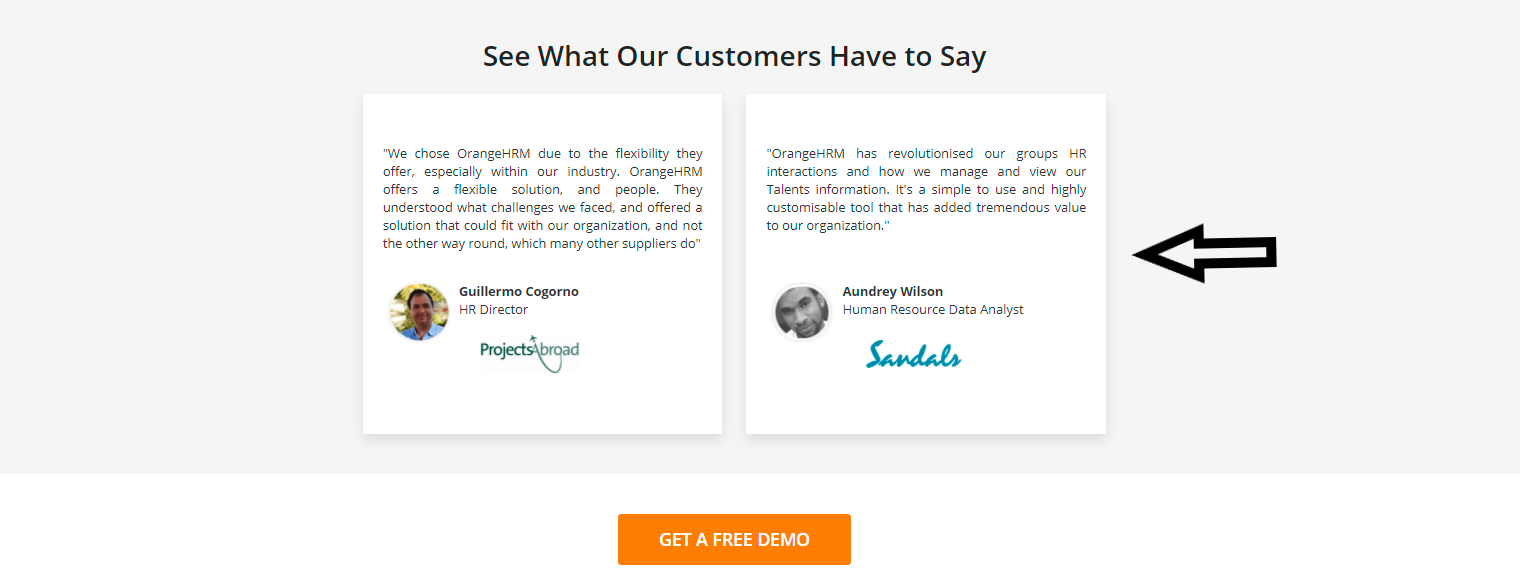 See What Our Customers Have to Say
"We chose OrangeHRM due to the flexibility they
offer, especially within our industry. OrangeHRM
offers a flexible solution, and people. They
understood what challenges we faced, and offered a
solution that could fit with our organization, and not
the other way round, which many other suppliers do"
Guillermo Cogorno
HR Director
ProjectsAbroad
"OrangeHRM has revolutionised our groups HR
interactions and how we manage and view our
Talents information. It's a simple to use and highly
customisable tool that has added tremendous value
to our organization."
Aundrey Wilson
Human Resource Data Analyst
Sandals
GET A FREE DEMO